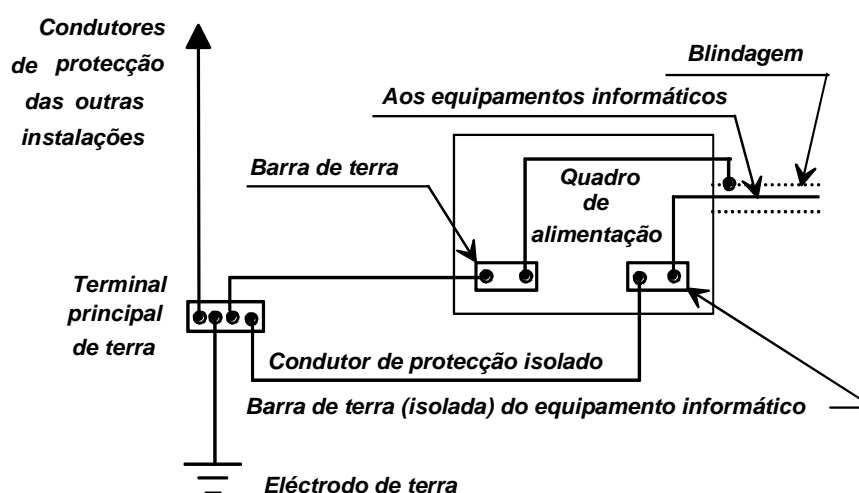 Condutores
de protecção
das outras
instalações
Blindagem
Aos equipamentos informáticos
Barra de terra
Quadro
de
alimentação
Terminal
principal
de terra
Condutor de protecção isolado
Barra de terra (isolada) do equipamento informático
Eléctrodo de terra